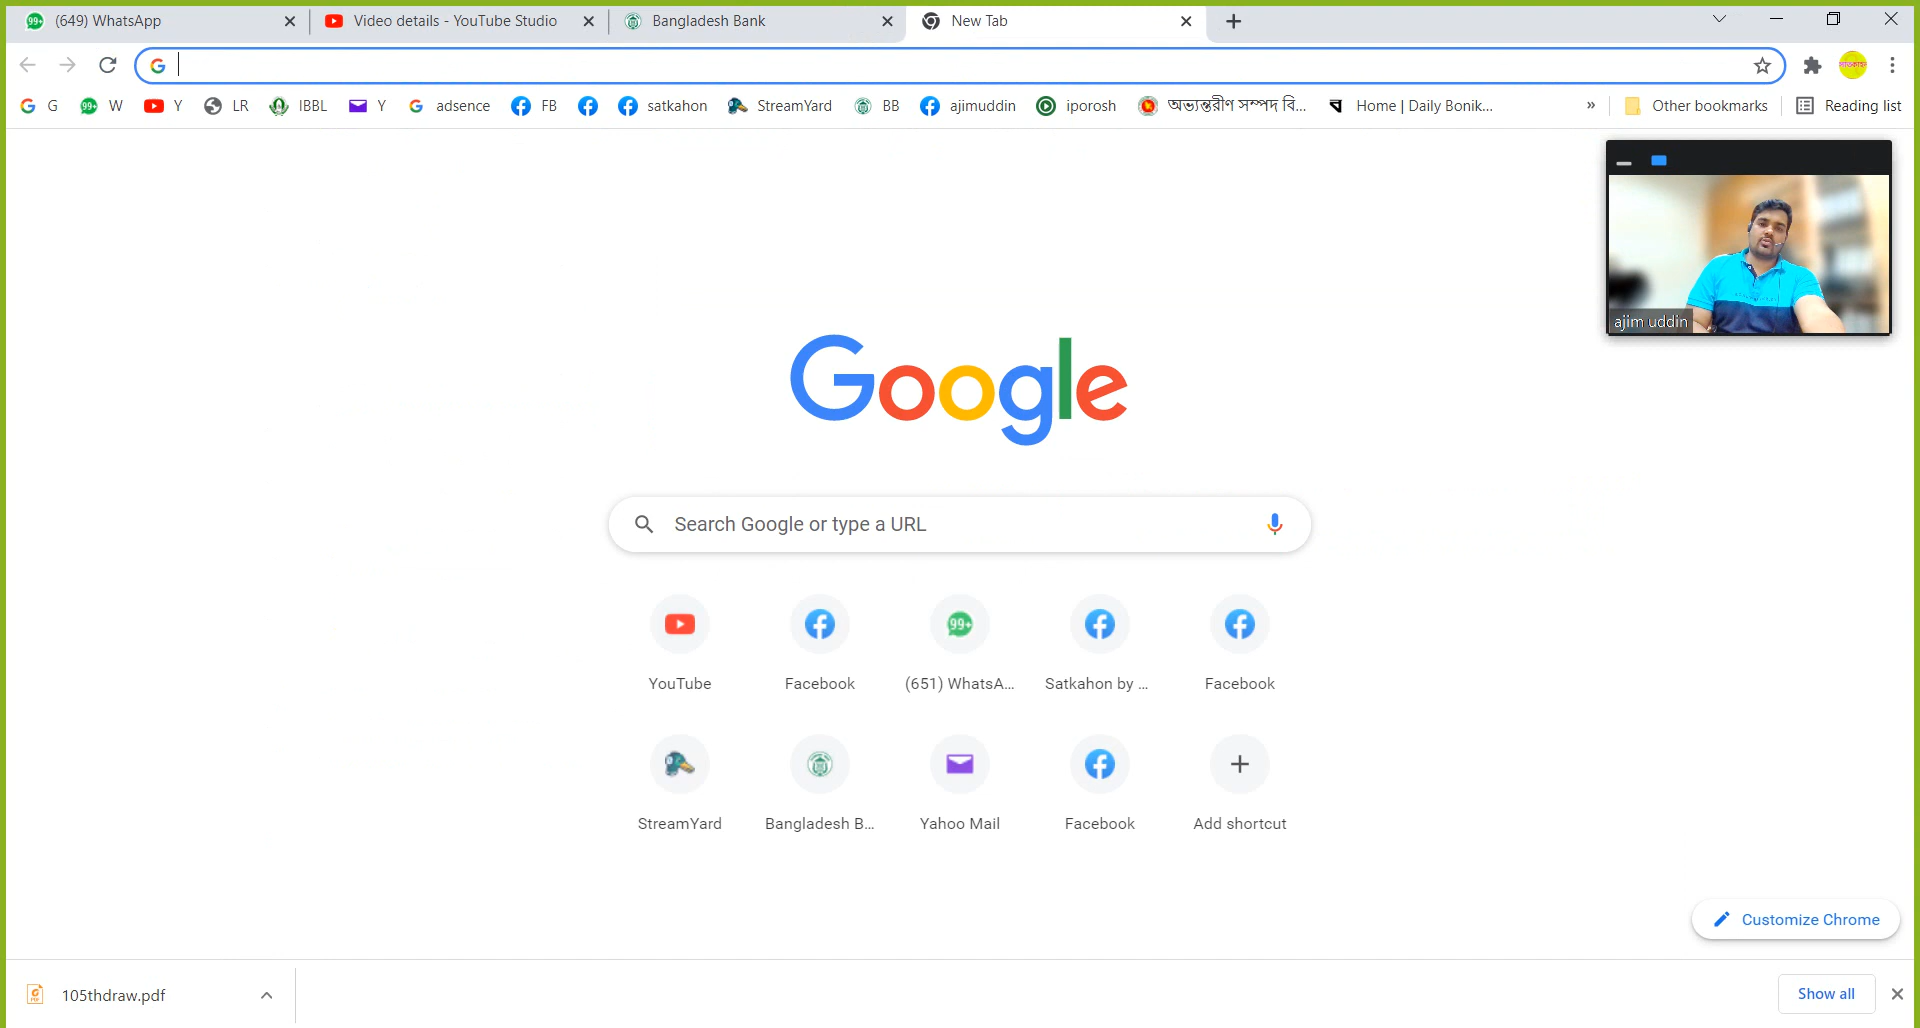 (649) WhatsApp
Video details - YouTube Studio
Bangladesh Bank
New Tab
G
W
Y
LR
IBBL
Y
adsence
FB
satkahon
StreamYard
BB
ajimuddin
iporosh
অভ্যন্তরীণ সম্পদ বি...
Home | Daily Bonik...
»
Other bookmarks
Reading list
ajim uddin
Google
Search Google or type a URL
YouTube
Facebook
99+
(651) WhatsA...
Satkahon by ...
Facebook
StreamYard
Bangladesh B...
Yahoo Mail
Facebook
Add shortcut
Customize Chrome
105thdraw.pdf
Show all